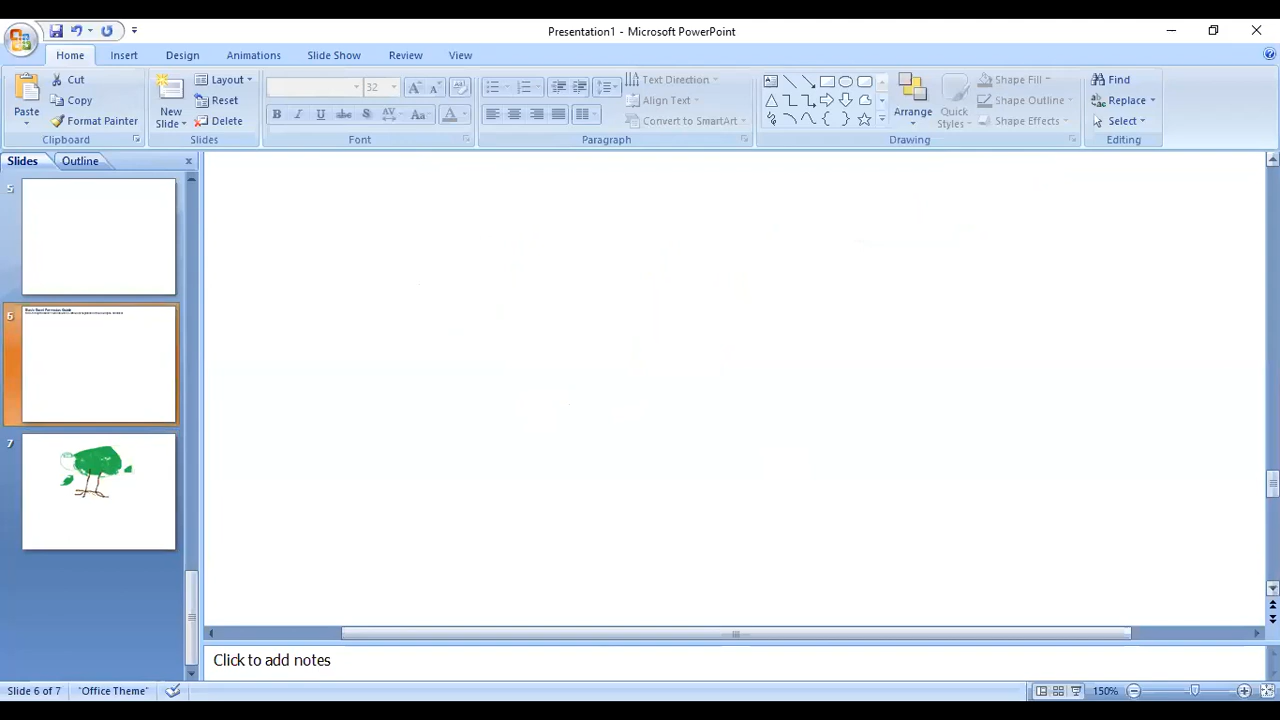 Presentation1 - Microsoft PowerPoint
Home Insert Design Animations Slide Show Review View
Cut
Copy
Format Painter
Paste
Clipboard
New
Slide
Layout
Reset
Delete
Slides
32
B I U abc S AV Aa A
Font
Text Direction
Align Text
Convert to SmartArt
Paragraph
Arrange
Quick
Styles
Shape Fill
Shape Outline
Shape Effects
Drawing
Find
Replace
Select
Editing
Slides Outline
5
6
7
Click to add notes
Slide 6 of 7 "Office Theme" 150%